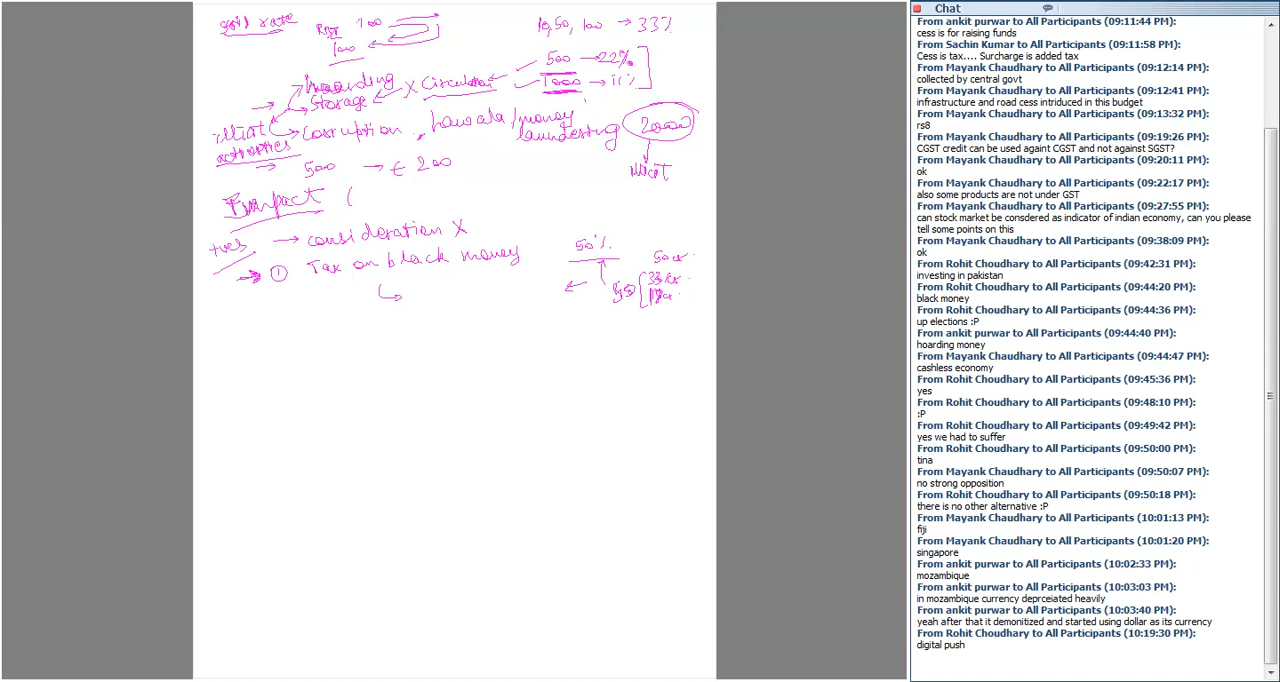 soil rate
RBI 100
100
10, 50, 100 → 33%
500 → 22%
1000 → 11%
hoarding
Storage
X Circulation
illicit activities
Corruption
hawala / money laundering
2000
illicit
500 → € 200
Impact (
+ves
→ consideration X
→ ① Tax on black money
50%
50 cr
Chat
From ankit purwar to All Participants (09:11:44 PM):
cess is for raising funds
From Sachin Kumar to All Participants (09:11:58 PM):
Cess is tax.... Surcharge is added tax
From Mayank Chaudhary to All Participants (09:12:14 PM):
collected by central govt
From Mayank Chaudhary to All Participants (09:12:41 PM):
infrastructure and road cess intriduced in this budget
From Mayank Chaudhary to All Participants (09:13:32 PM):
rs8
From Mayank Chaudhary to All Participants (09:19:26 PM):
CGST credit can be used againt CGST and not against SGST?
From Mayank Chaudhary to All Participants (09:20:11 PM):
ok
From Mayank Chaudhary to All Participants (09:22:17 PM):
also some products are not under GST
From Mayank Chaudhary to All Participants (09:27:55 PM):
can stock market be consdered as indicator of indian economy, can you please
tell some points on this
From Mayank Chaudhary to All Participants (09:38:09 PM):
ok
From Rohit Choudhary to All Participants (09:42:31 PM):
investing in pakistan
From Rohit Choudhary to All Participants (09:44:20 PM):
black money
From Rohit Choudhary to All Participants (09:44:36 PM):
up elections :P
From ankit purwar to All Participants (09:44:40 PM):
hoarding money
From Mayank Chaudhary to All Participants (09:44:47 PM):
cashless economy
From Rohit Choudhary to All Participants (09:45:36 PM):
yes
From Rohit Choudhary to All Participants (09:48:10 PM):
:P
From Rohit Choudhary to All Participants (09:49:42 PM):
yes we had to suffer
From Rohit Choudhary to All Participants (09:50:00 PM):
tina
From Mayank Chaudhary to All Participants (09:50:07 PM):
no strong opposition
From Rohit Choudhary to All Participants (09:50:18 PM):
there is no other alternative :P
From Mayank Chaudhary to All Participants (10:01:13 PM):
fiji
From Mayank Chaudhary to All Participants (10:01:20 PM):
singapore
From ankit purwar to All Participants (10:02:33 PM):
mozambique
From ankit purwar to All Participants (10:03:03 PM):
in mozambique currency deprceiated heavily
From ankit purwar to All Participants (10:03:40 PM):
yeah after that it demonitized and started using dollar as its currency
From Rohit Choudhary to All Participants (10:19:30 PM):
digital push